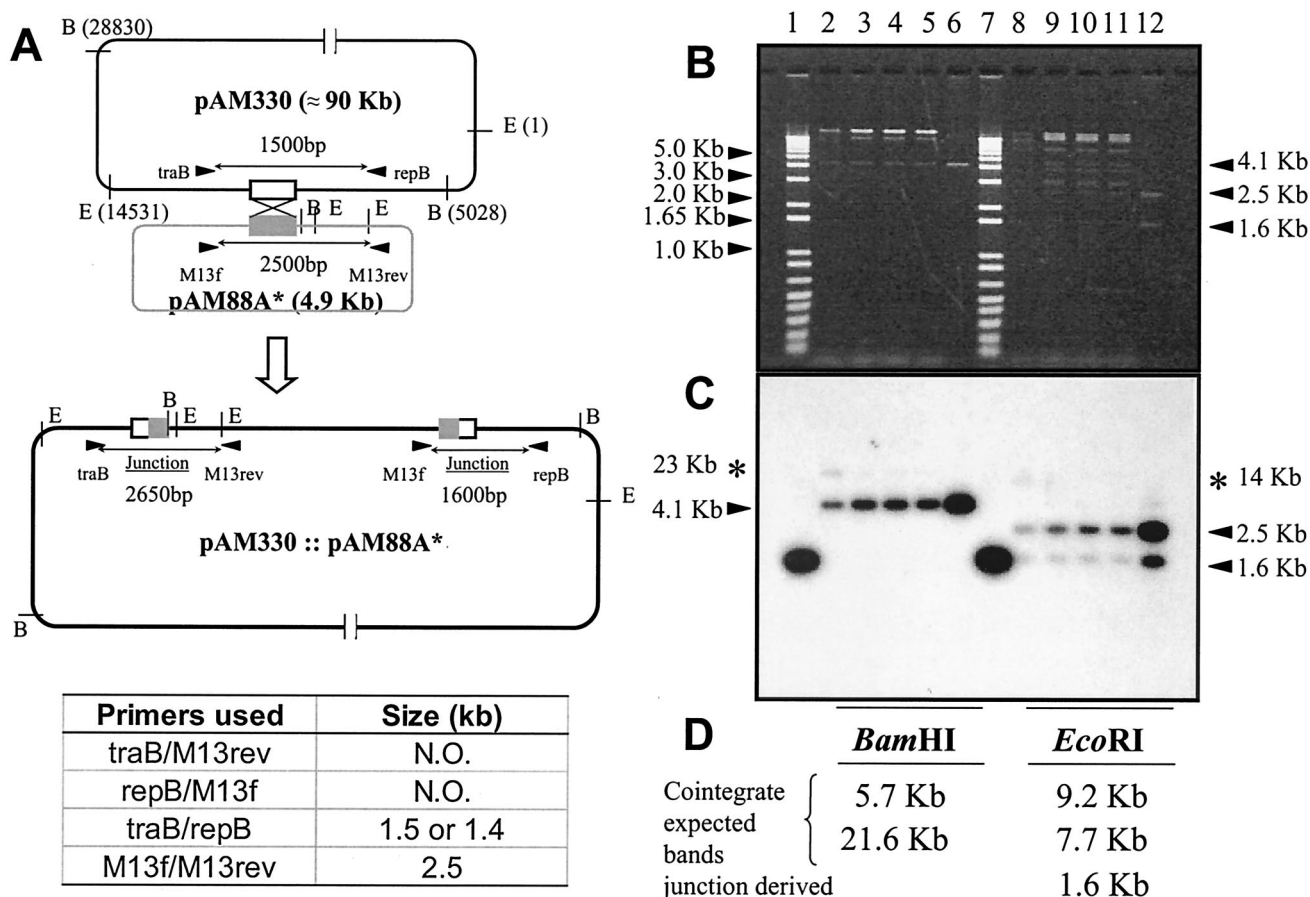 A
B (28830)
pAM330 (≈ 90 Kb)
E (1)
1500bp
traB
repB
E (14531)
B (5028)
B E E
M13f
2500bp
M13rev
pAM88A* (4.9 Kb)
E
B
E
E
B
traB
Junction
M13rev
2650bp
M13f
Junction
repB
1600bp
E
pAM330 :: pAM88A*
B
Primers used Size (kb)
traB/M13rev N.O.
repB/M13f N.O.
traB/repB 1.5 or 1.4
M13f/M13rev 2.5
1 2 3 4 5 6 7 8 9 10 11 12
B
5.0 Kb
3.0 Kb
2.0 Kb
1.65 Kb
1.0 Kb
4.1 Kb
2.5 Kb
1.6 Kb
C
23 Kb *
4.1 Kb
* 14 Kb
2.5 Kb
1.6 Kb
D
BamHI EcoRI
Cointegrate
expected
bands
junction derived
5.7 Kb 9.2 Kb
21.6 Kb 7.7 Kb
1.6 Kb